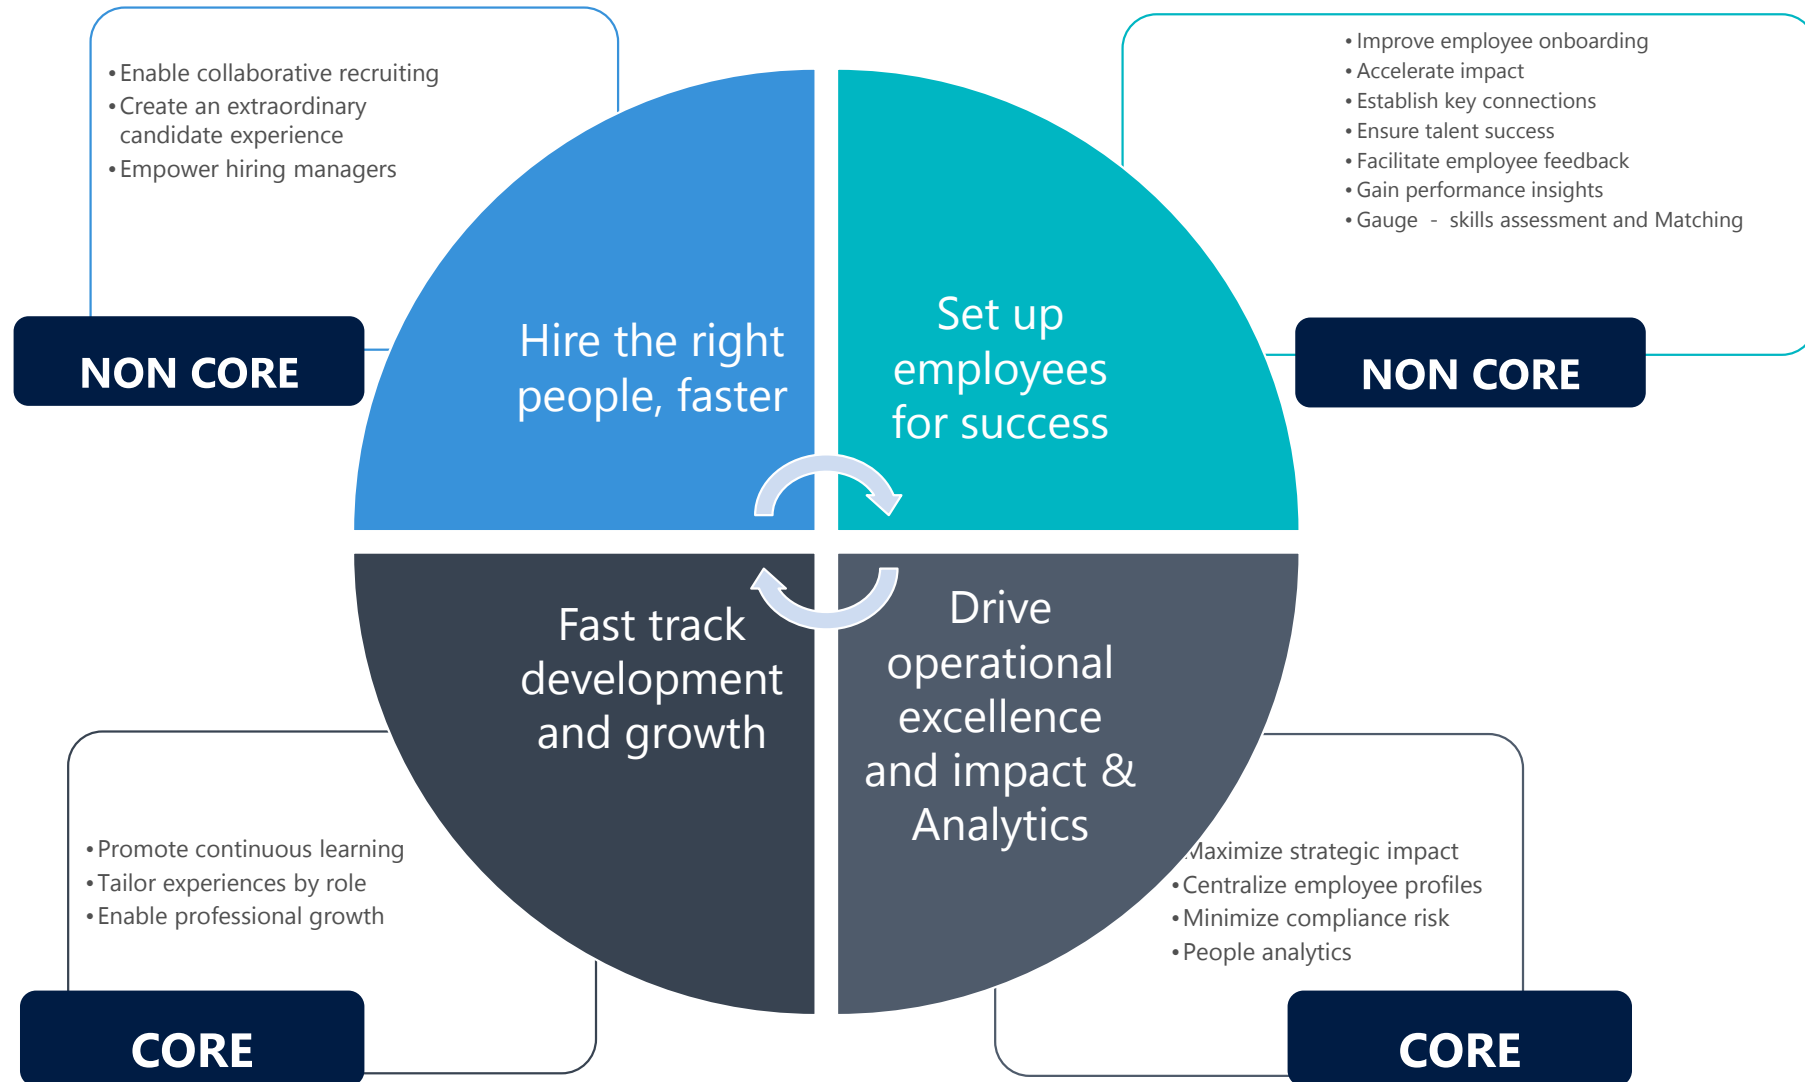 • Enable collaborative recruiting
• Create an extraordinary
candidate experience
• Empower hiring managers
NON CORE
• Improve employee onboarding
• Accelerate impact
• Establish key connections
• Ensure talent success
• Facilitate employee feedback
• Gain performance insights
• Gauge - skills assessment and Matching
NON CORE
Hire the right
people, faster
Set up
employees
for success
Fast track
development
and growth
Drive
operational
excellence
and impact &
Analytics
• Promote continuous learning
• Tailor experiences by role
• Enable professional growth
CORE
Maximize strategic impact
• Centralize employee profiles
• Minimize compliance risk
• People analytics
CORE